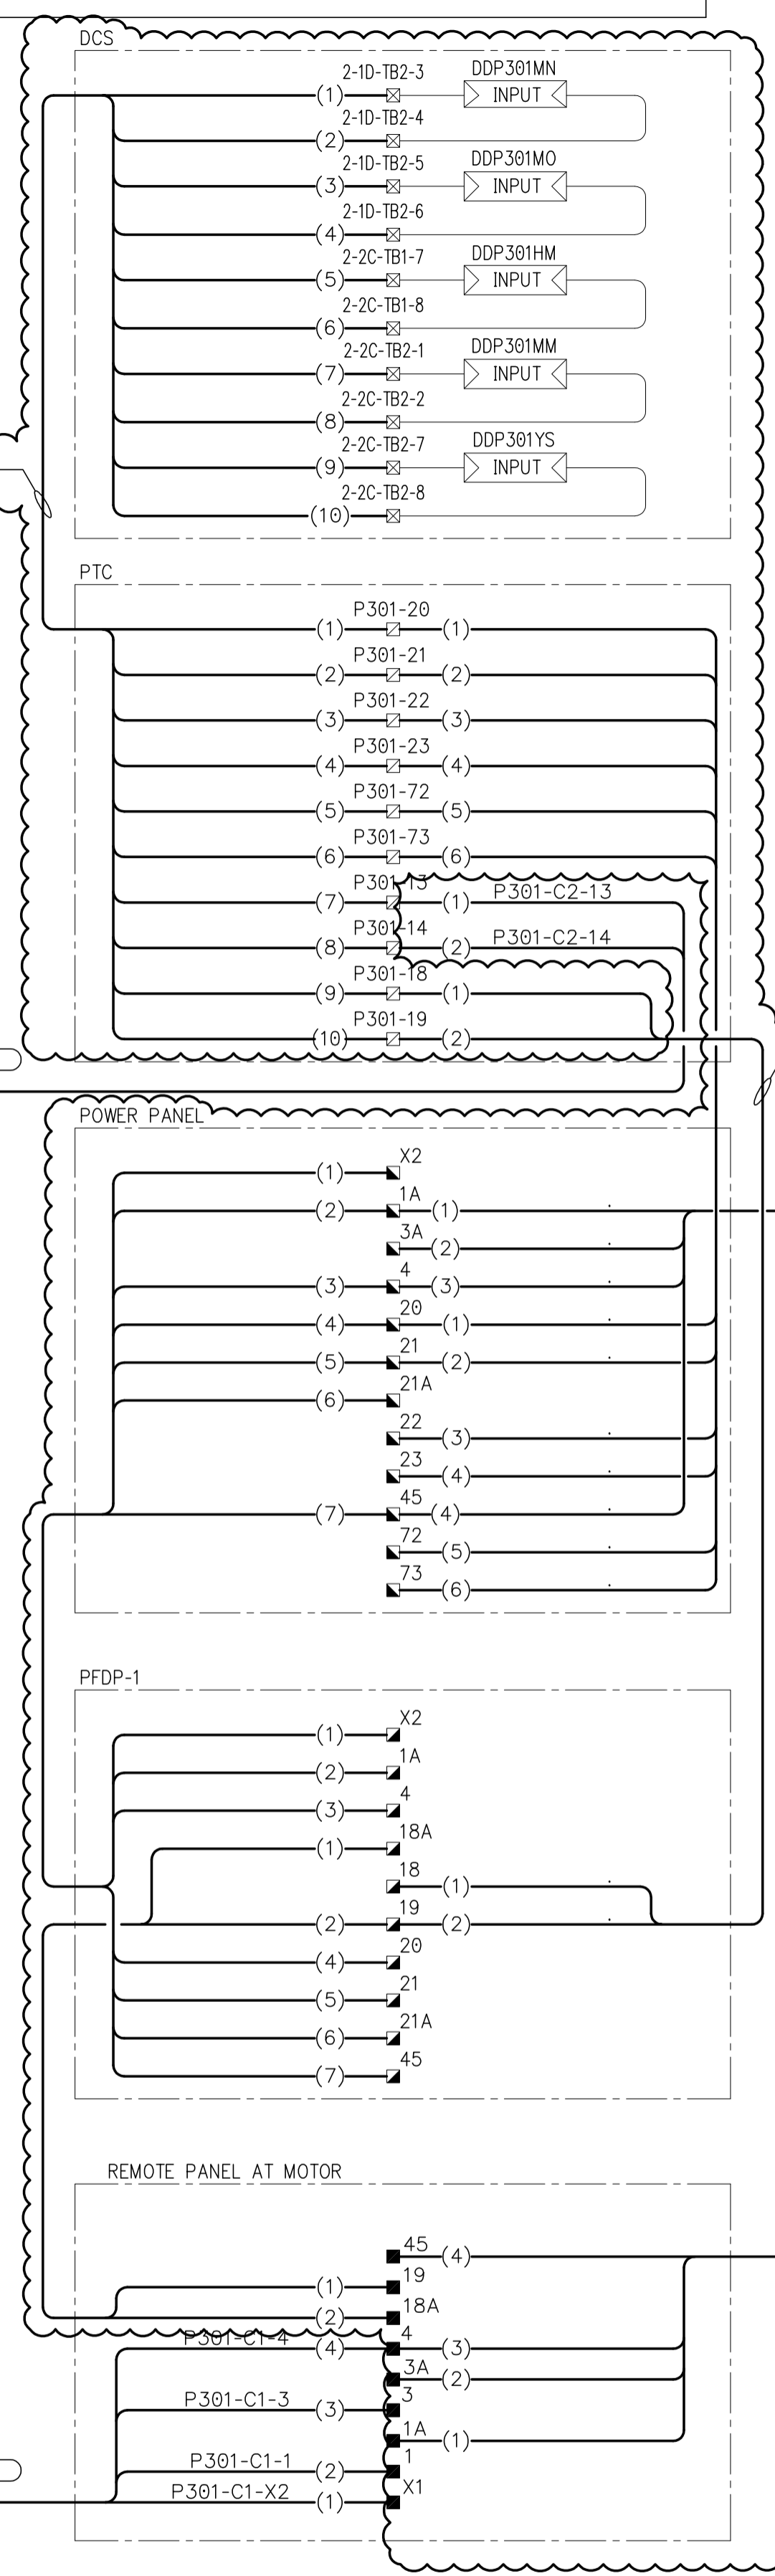 DCS
2-1D-TB2-3 DDP301MN
(1) INPUT
2-1D-TB2-4
(2)
2-1D-TB2-5 DDP301MO
(3) INPUT
2-1D-TB2-6
(4)
2-2C-TB1-7 DDP301HM
(5) INPUT
2-2C-TB1-8
(6)
2-2C-TB2-1 DDP301MM
(7) INPUT
2-2C-TB2-2
(8)
2-2C-TB2-7 DDP301YS
(9) INPUT
2-2C-TB2-8
(10)
PTC
P301-20
(1) (1)
P301-21
(2) (2)
P301-22
(3) (3)
P301-23
(4) (4)
P301-72
(5) (5)
P301-73
(6) (6)
P301-13 P301-C2-13
(7) (1)
P301-14 P301-C2-14
(8) (2)
P301-18
(9) (1)
P301-19
(10) (2)
POWER PANEL
X2
(1)
1A
(2) (1)
3A
(2)
4
(3) (3)
20
(4) (1)
21
(5) (2)
21A
(6)
22
(3)
23
(4)
45
(7) (4)
72
(5)
73
(6)
PFDP-1
X2
(1)
1A
(2)
4
(3)
18A
(1)
18
(1)
19
(2) (2)
20
(4)
21
(5)
21A
(6)
45
(7)
REMOTE PANEL AT MOTOR
45
(4)
19
(1)
18A
(2)
P301-C1-4 4
(4) (3)
3A
(2)
P301-C1-3 3
(3)
1A
(1)
P301-C1-1 1
(2)
P301-C1-X2 X1
(1)